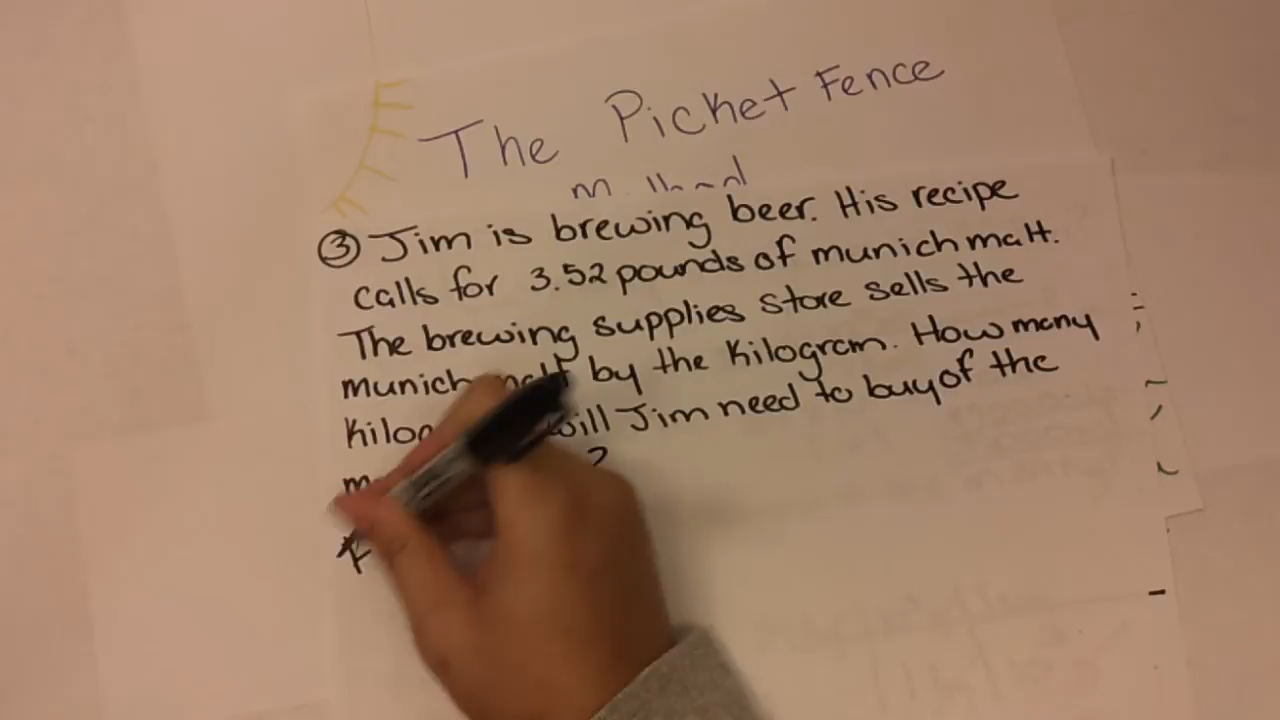 The Picket Fence
③ Jim is brewing beer. His recipe
calls for 3.52 pounds of munich malt.
The brewing supplies store sells the
munich malt by the Kilogram. How many
will Jim need to buy of the
?